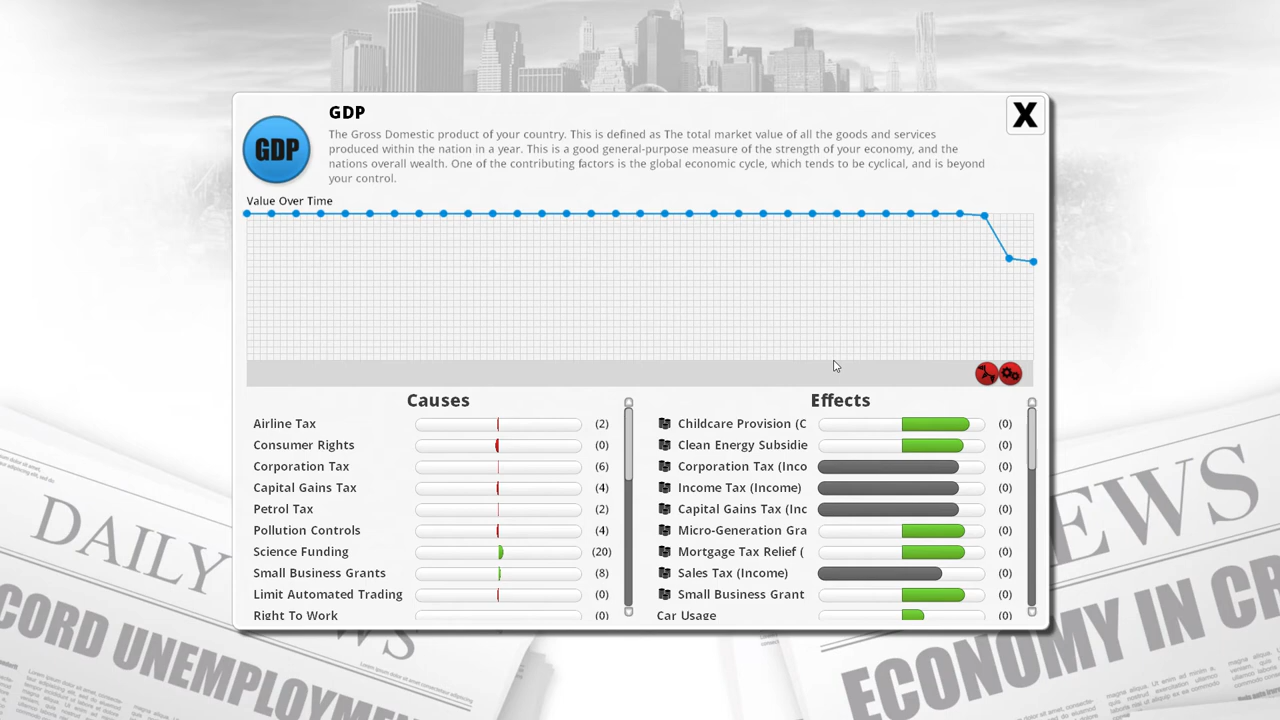 GDP
GDP
The Gross Domestic product of your country. This is defined as The total market value of all the goods and services
produced within the nation in a year. This is a good general-purpose measure of the strength of your economy, and the
nations overall wealth. One of the contributing factors is the global economic cycle, which tends to be cyclical, and is beyond
your control.
X
Value Over Time
Causes
Airline Tax (2)
Consumer Rights (0)
Corporation Tax (6)
Capital Gains Tax (4)
Petrol Tax (2)
Pollution Controls (4)
Science Funding (20)
Small Business Grants (8)
Limit Automated Trading (0)
Right To Work (0)
Effects
Childcare Provision (C (0)
Clean Energy Subsidie (0)
Corporation Tax (Inco (0)
Income Tax (Income) (0)
Capital Gains Tax (Inc (0)
Micro-Generation Gra (0)
Mortgage Tax Relief ( (0)
Sales Tax (Income) (0)
Small Business Grant (0)
Car Usage (0)
DAILY
WS
CORD UNEMPLOYME
EWS
ECONOMY IN CR